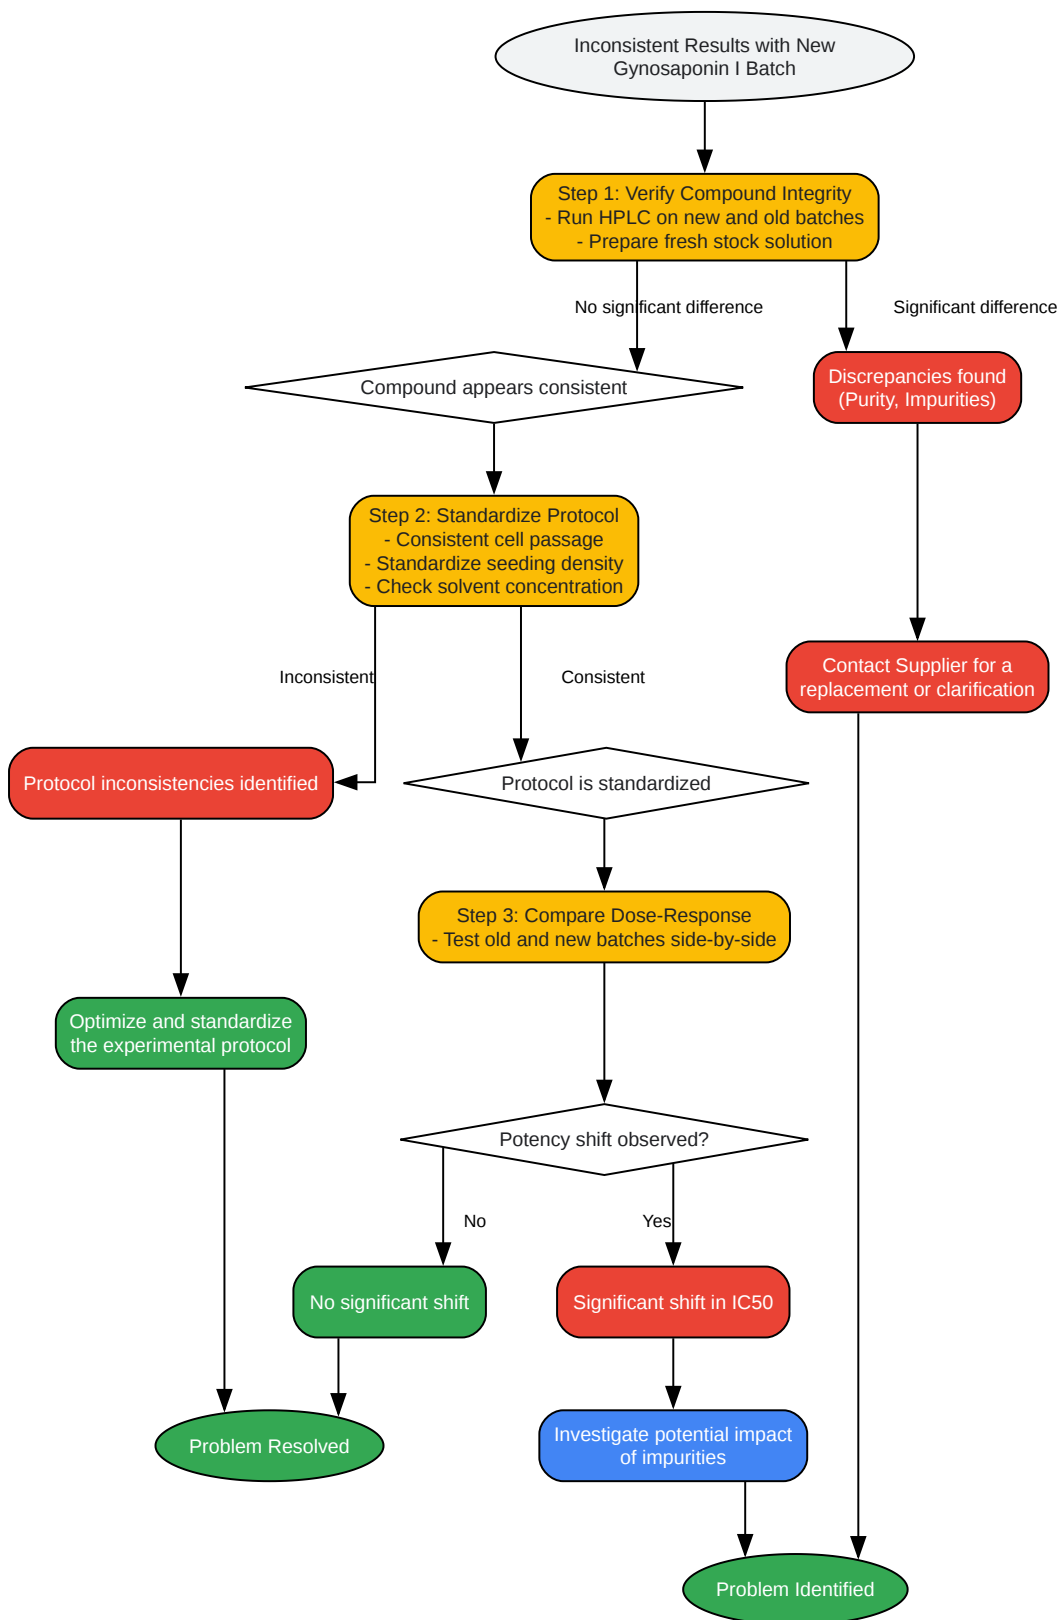 Inconsistent Results with New
Gynosaponin I Batch
Step 1: Verify Compound Integrity
- Run HPLC on new and old batches
- Prepare fresh stock solution
No significant difference
Significant difference
Compound appears consistent
Discrepancies found
(Purity, Impurities)
Step 2: Standardize Protocol
- Consistent cell passage
- Standardize seeding density
- Check solvent concentration
Inconsistent
Consistent
Contact Supplier for a
replacement or clarification
Protocol inconsistencies identified
Protocol is standardized
Step 3: Compare Dose-Response
- Test old and new batches side-by-side
Optimize and standardize
the experimental protocol
Potency shift observed?
No
Yes
No significant shift
Significant shift in IC50
Problem Resolved
Investigate potential impact
of impurities
Problem Identified